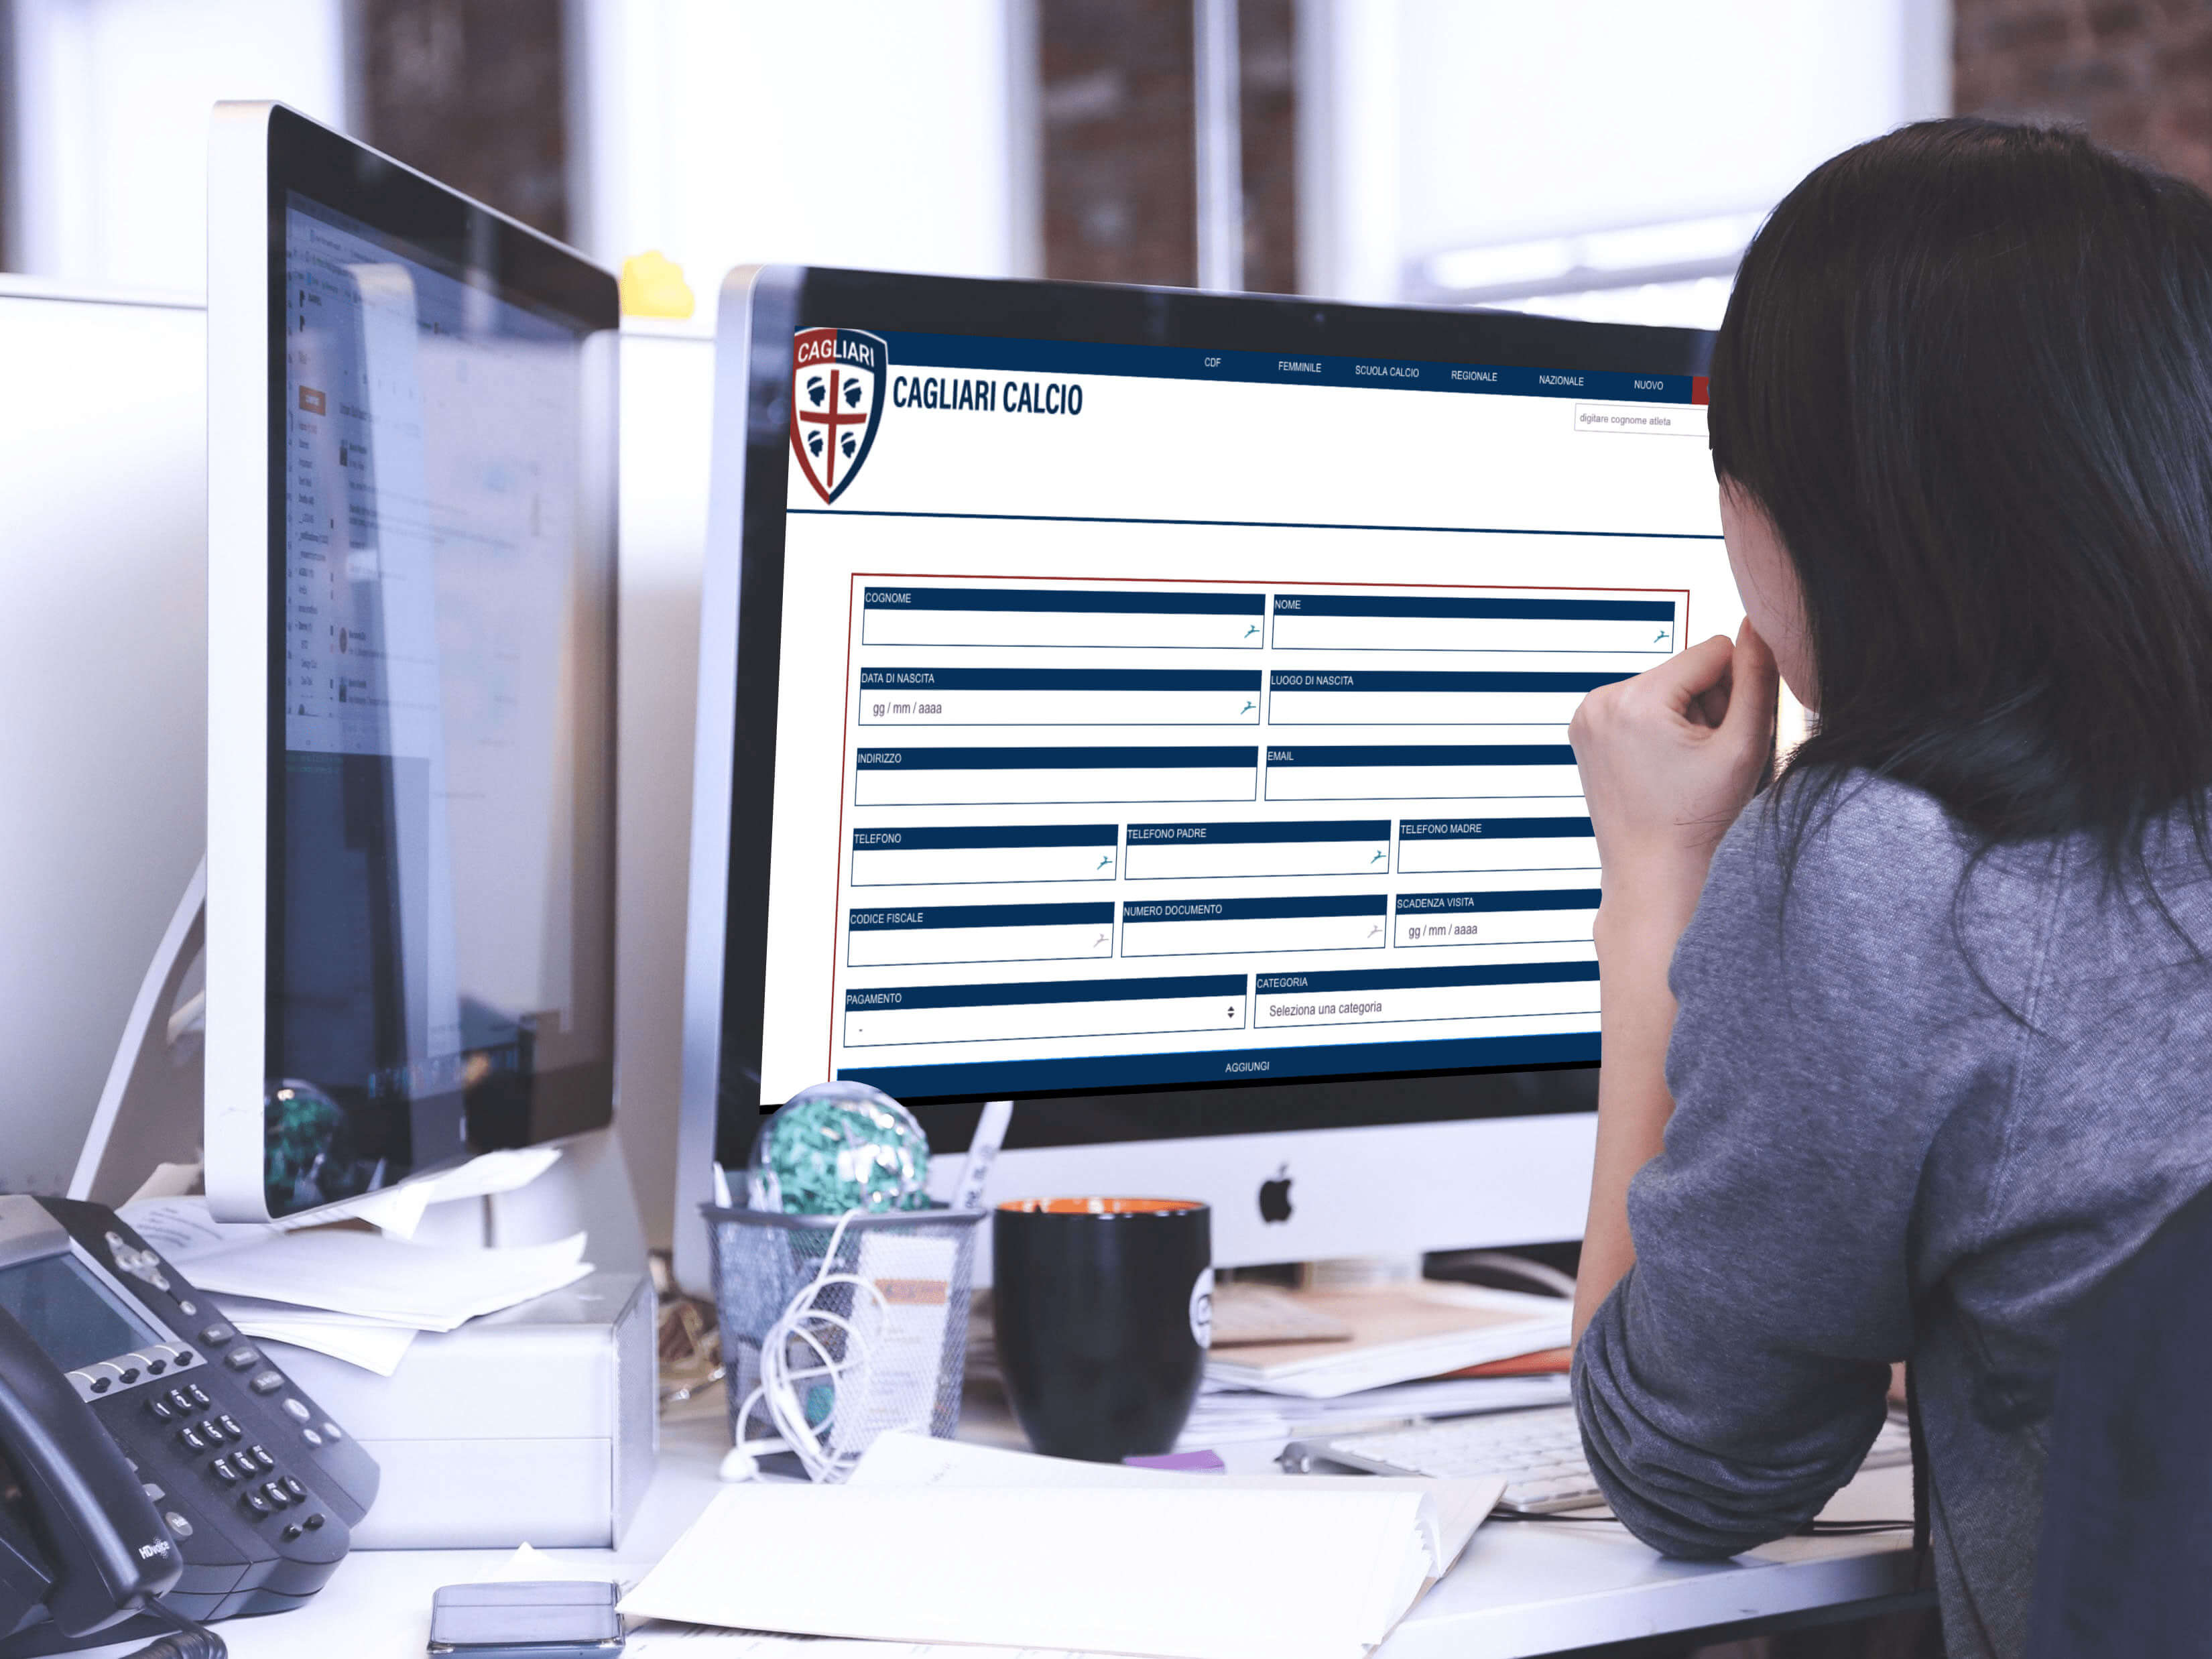 CAGLIARI
CAGLIARI CALCIO
CDF
FEMMINILE
SCUOLA CALCIO
REGIONALE
NAZIONALE
NUOVO
digitare cognome atleta
COGNOME
NOME
DATA DI NASCITA
gg / mm / aaaa
LUOGO DI NASCITA
INDIRIZZO
EMAIL
TELEFONO
TELEFONO PADRE
TELEFONO MADRE
CODICE FISCALE
NUMERO DOCUMENTO
SCADENZA VISITA
gg / mm / aaaa
PAGAMENTO
-
CATEGORIA
Seleziona una categoria
AGGIUNGI
HDvoice